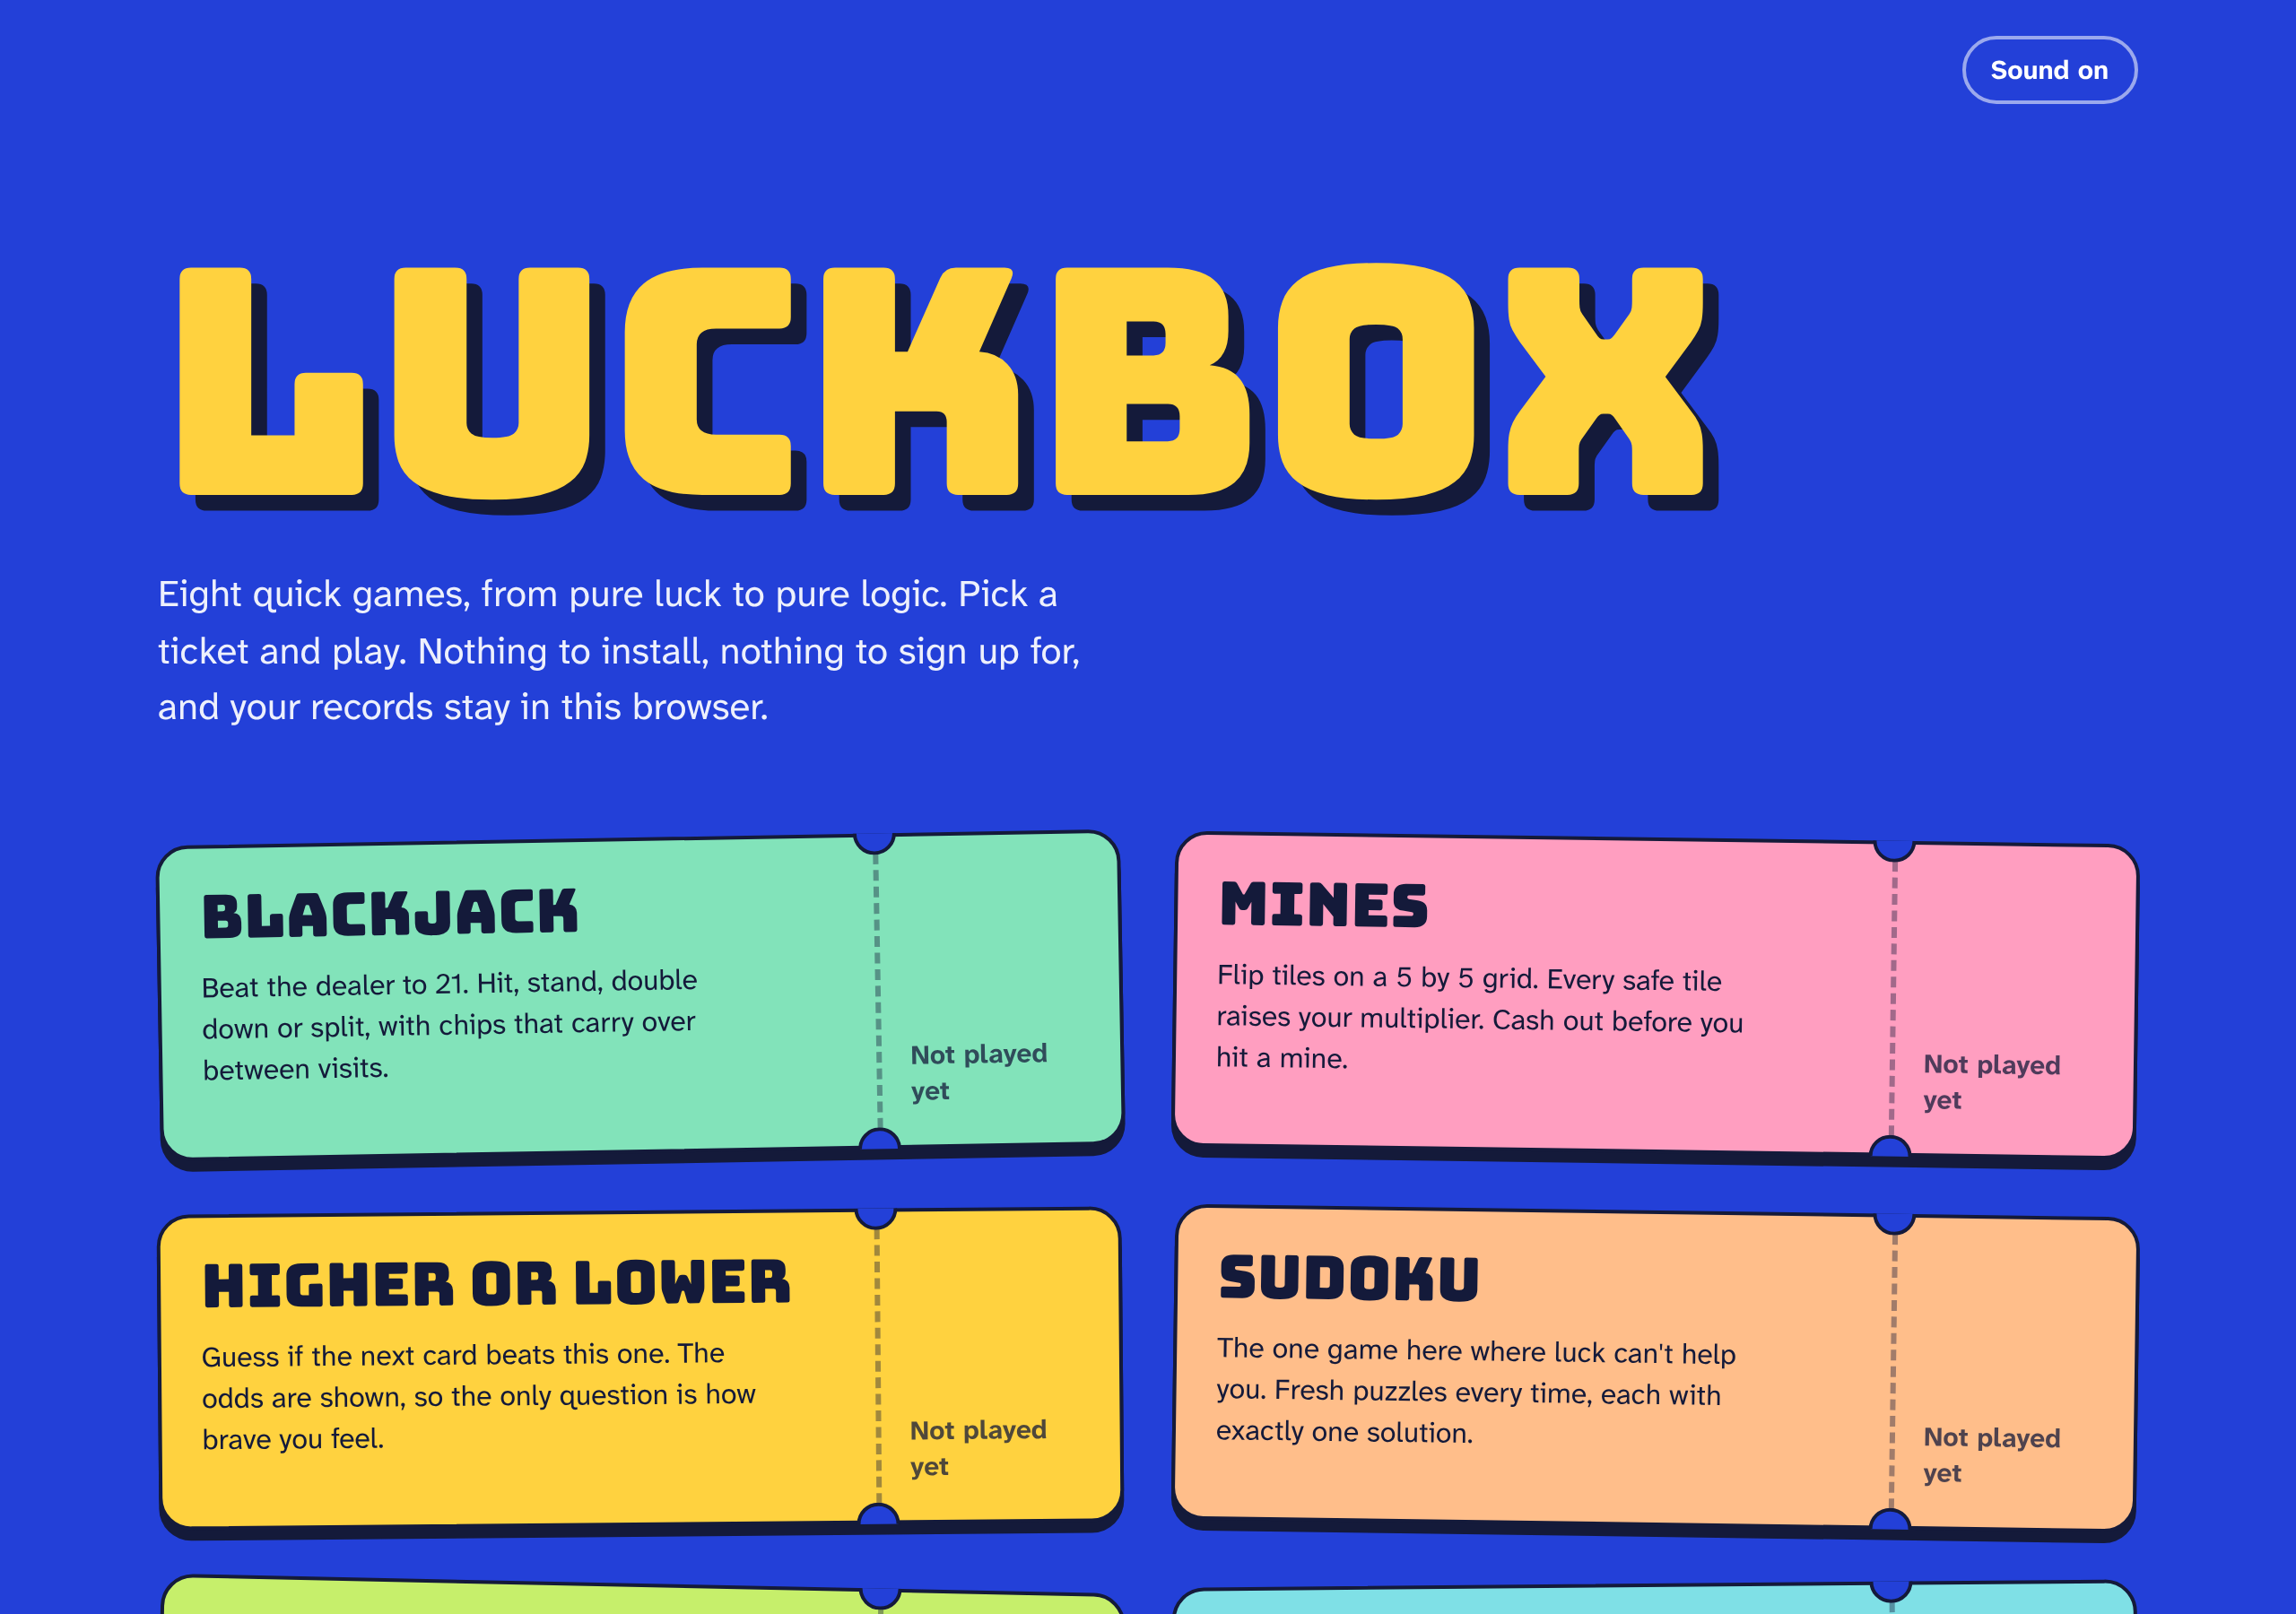 Sound on
LUCKBOX
Eight quick games, from pure luck to pure logic. Pick a
ticket and play. Nothing to install, nothing to sign up for,
and your records stay in this browser.
BLACKJACK
Beat the dealer to 21. Hit, stand, double
down or split, with chips that carry over
between visits.
Not played
yet
MINES
Flip tiles on a 5 by 5 grid. Every safe tile
raises your multiplier. Cash out before you
hit a mine.
Not played
yet
HIGHER OR LOWER
Guess if the next card beats this one. The
odds are shown, so the only question is how
brave you feel.
Not played
yet
SUDOKU
The one game here where luck can't help
you. Fresh puzzles every time, each with
exactly one solution.
Not played
yet